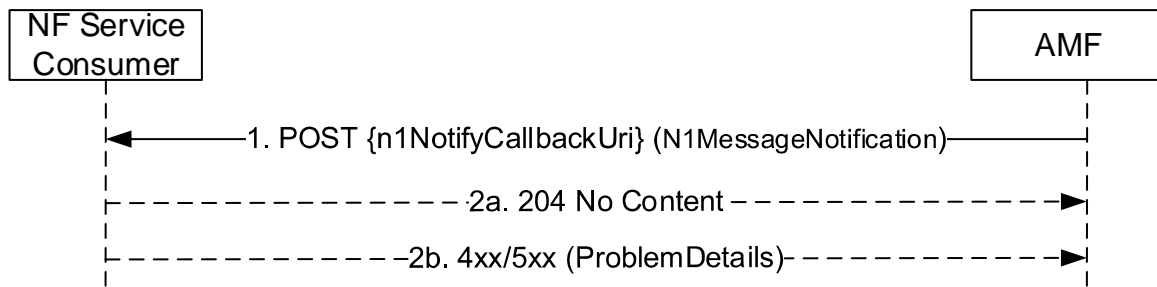 NF Service
Consumer
AMF
1. POST {n1NotifyCallbackUri} (N1MessageNotification)
2a. 204 No Content
2b. 4xx/5xx (ProblemDetails)